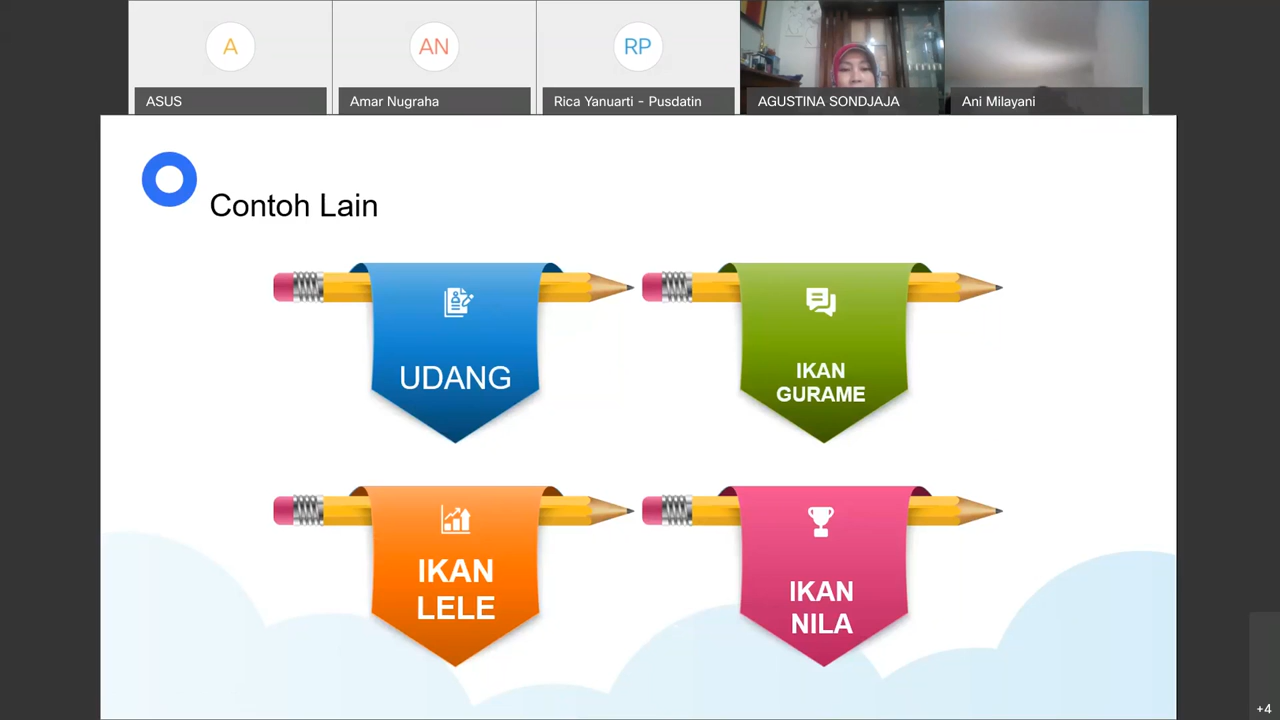 A
AN
RP
ASUS
Amar Nugraha
Rica Yanuarti - Pusdatin
AGUSTINA SONDJAJA
Ani Milayani
Contoh Lain
UDANG
IKAN
GURAME
IKAN
LELE
IKAN
NILA
+4